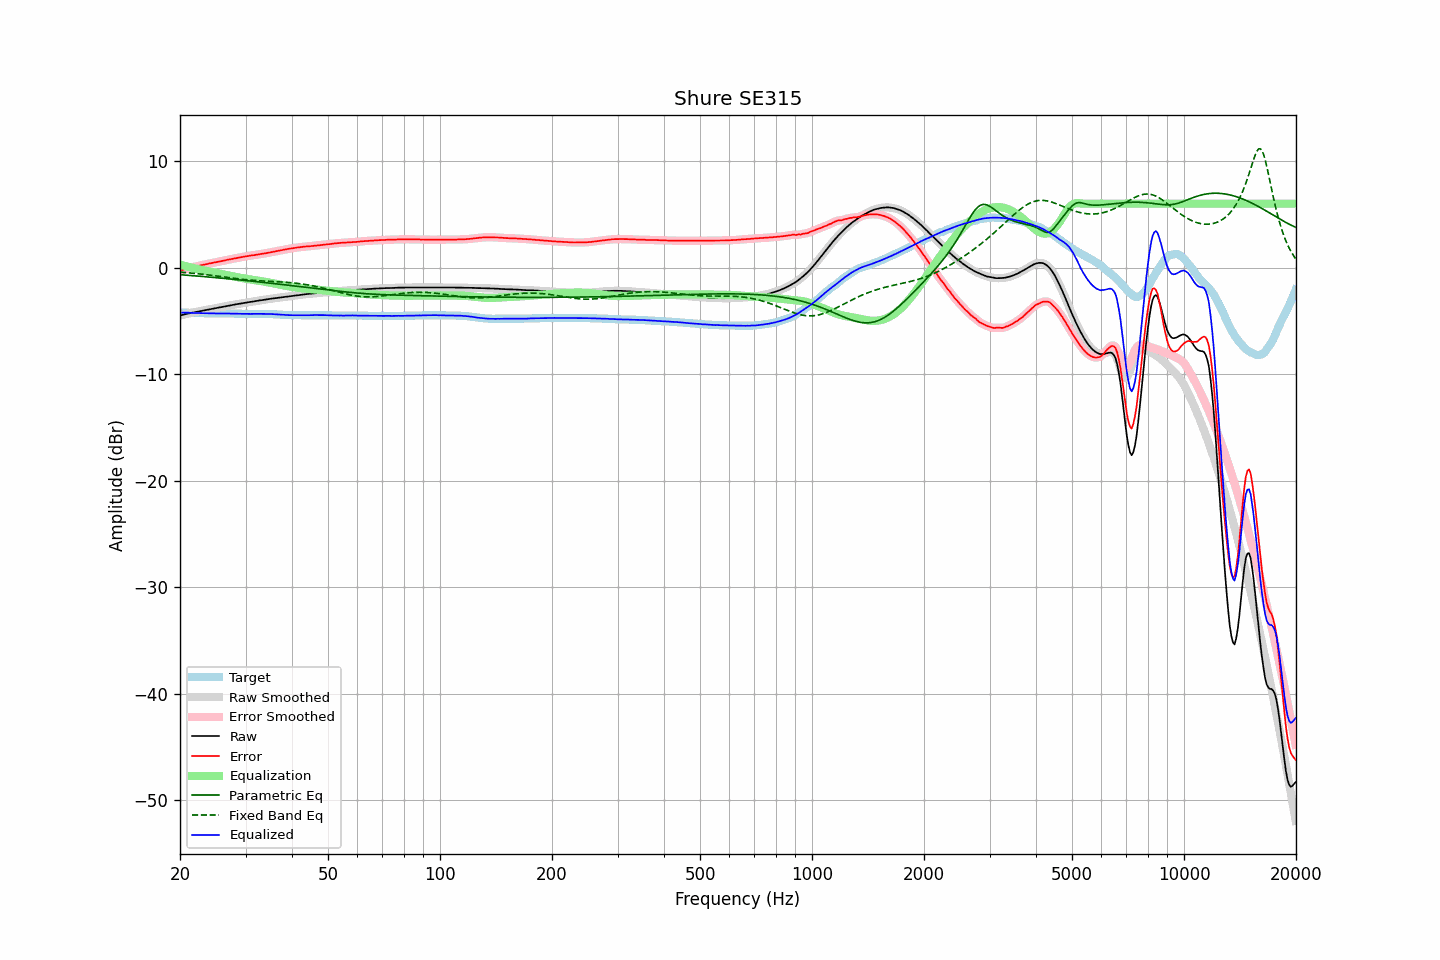 Shure SE315
Amplitude (dBr)
10
0
−10
−20
−30
−40
−50
Target
Raw Smoothed
Error Smoothed
Raw
Error
Equalization
Parametric Eq
Fixed Band Eq
Equalized
20 50 100 200 500 1000 2000 5000 10000 20000
Frequency (Hz)